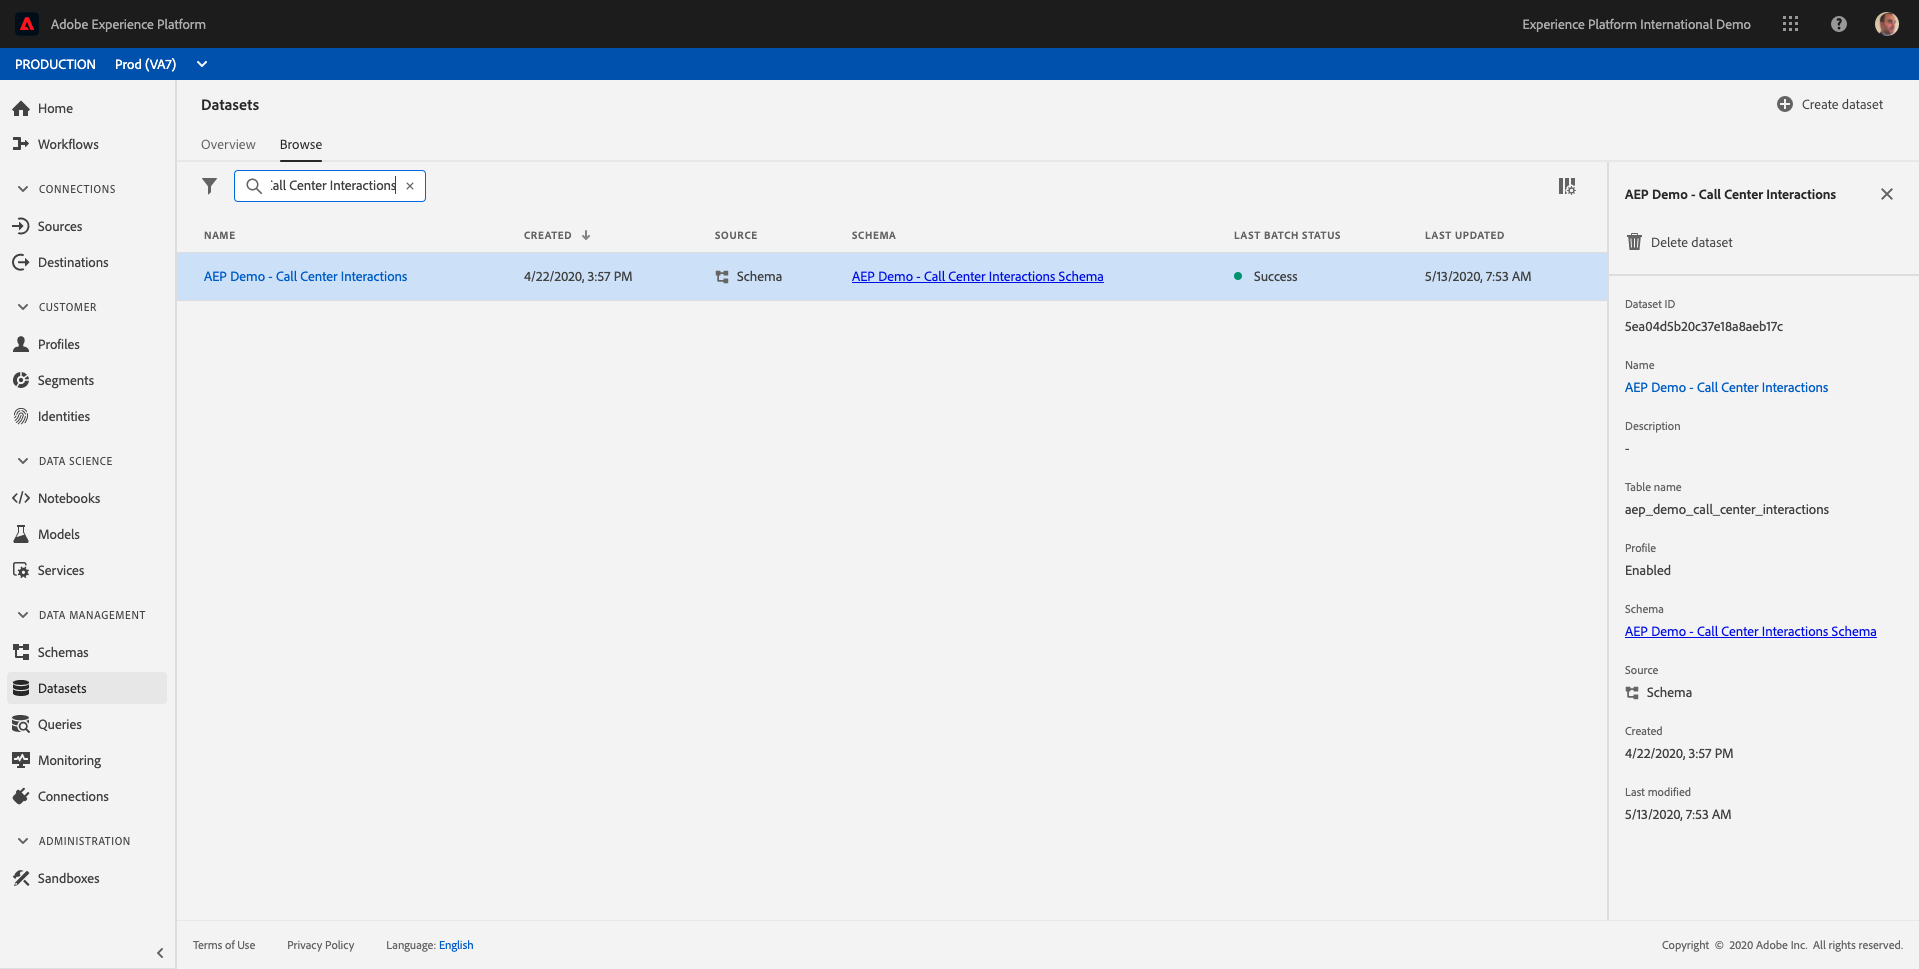 Adobe Experience Platform
Experience Platform International Demo
PRODUCTION Prod (VA7)
Home
Workflows
CONNECTIONS
Sources
Destinations
CUSTOMER
Profiles
Segments
Identities
DATA SCIENCE
Notebooks
Models
Services
DATA MANAGEMENT
Schemas
Datasets
Queries
Monitoring
Connections
ADMINISTRATION
Sandboxes
Datasets
Create dataset
Overview Browse
Call Center Interactions
NAME CREATED SOURCE SCHEMA LAST BATCH STATUS LAST UPDATED
AEP Demo - Call Center Interactions 4/22/2020, 3:57 PM Schema AEP Demo - Call Center Interactions Schema Success 5/13/2020, 7:53 AM
AEP Demo - Call Center Interactions
Delete dataset
Dataset ID
5ea04d5b20c37e18a8aeb17c
Name
AEP Demo - Call Center Interactions
Description
-
Table name
aep_demo_call_center_interactions
Profile
Enabled
Schema
AEP Demo - Call Center Interactions Schema
Source
Schema
Created
4/22/2020, 3:57 PM
Last modified
5/13/2020, 7:53 AM
Terms of Use Privacy Policy Language: English
Copyright © 2020 Adobe Inc. All rights reserved.